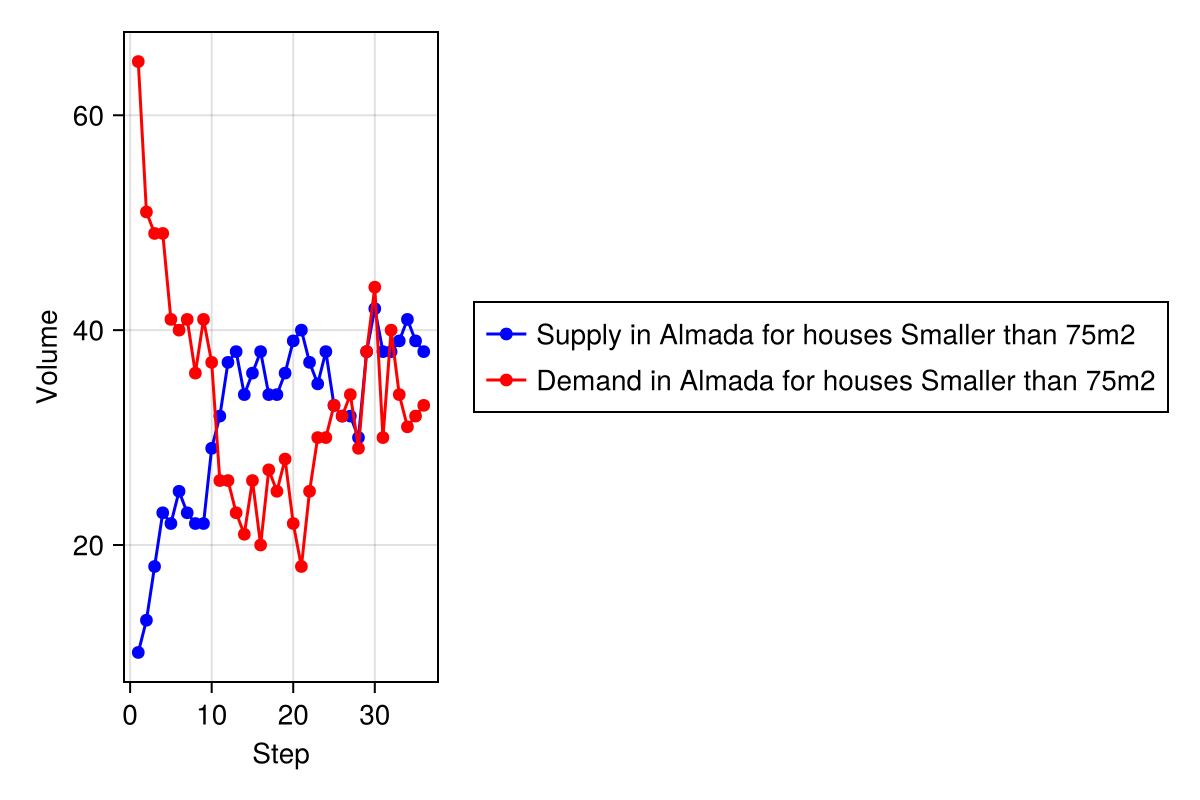 60
40
20
Volume
0 10 20 30
Step
Supply in Almada for houses Smaller than 75m2
Demand in Almada for houses Smaller than 75m2